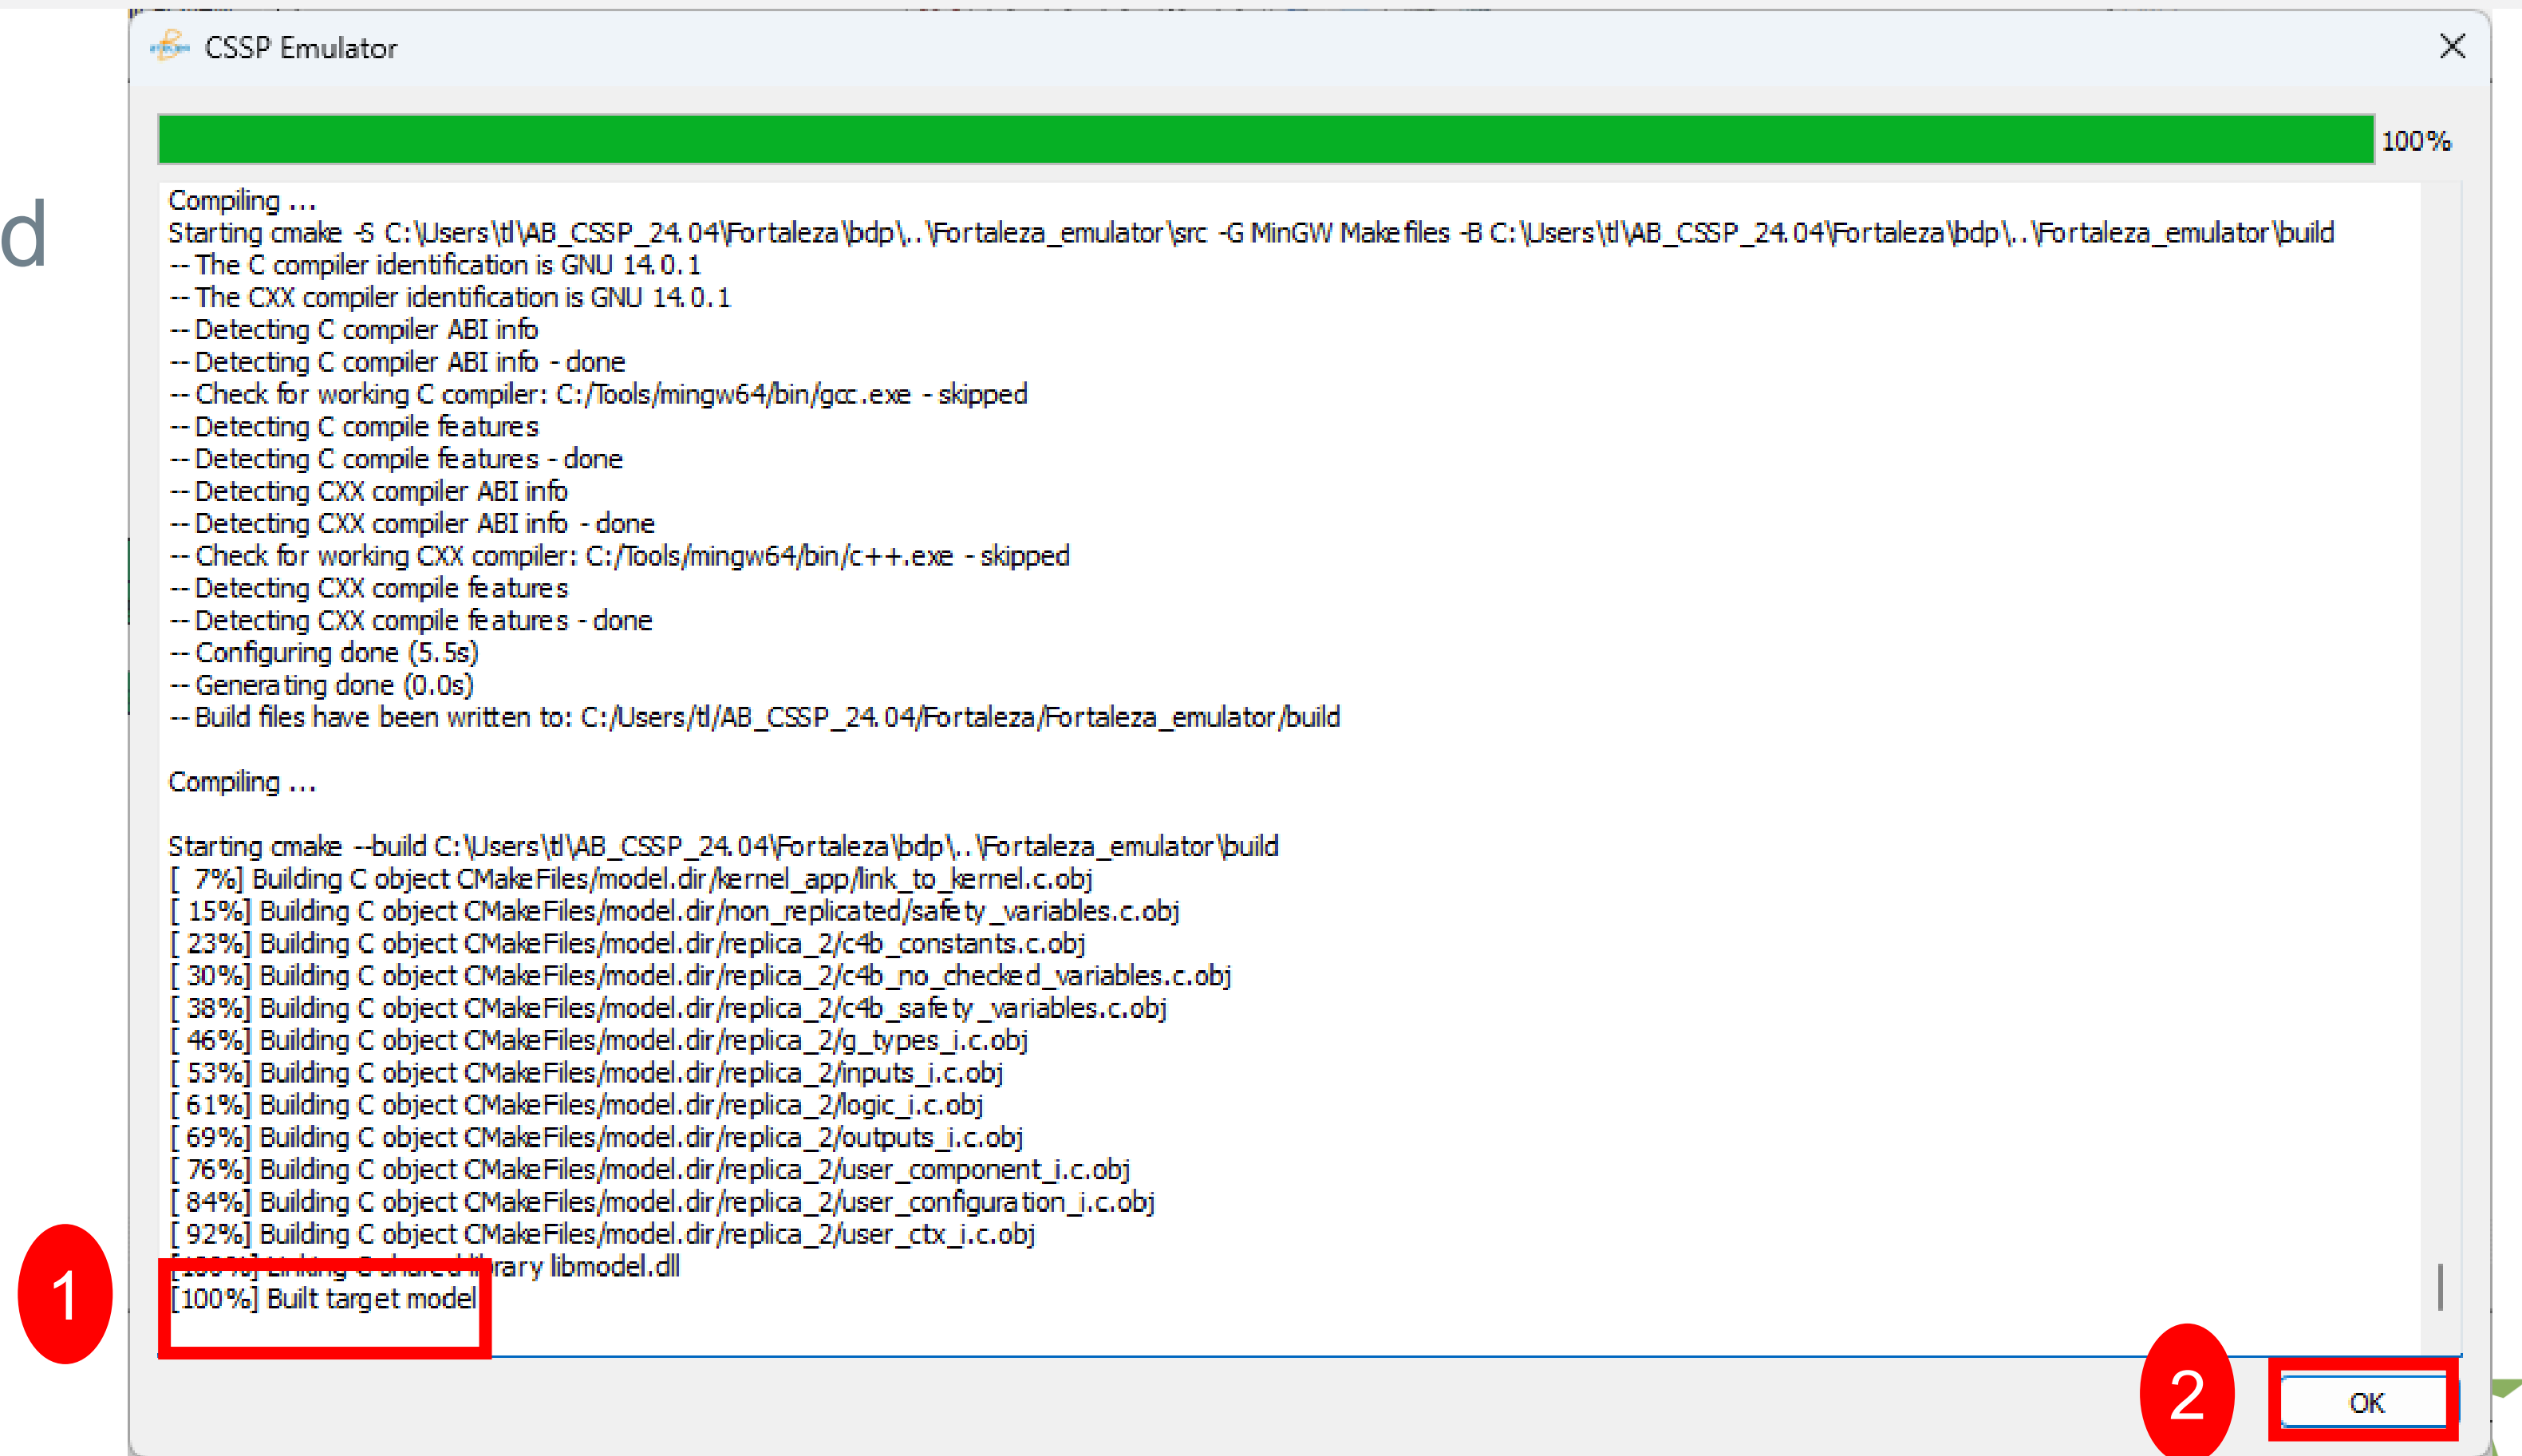 CSSP Emulator
100%
d
Compiling ...
Starting cmake -S C:\Users\tl\AB_CSSP_24.04\Fortaleza\bdp\..\Fortaleza_emulator\src -G MinGW Makefiles -B C:\Users\tl\AB_CSSP_24.04\Fortaleza\bdp\..\Fortaleza_emulator\build
-- The C compiler identification is GNU 14.0.1
-- The CXX compiler identification is GNU 14.0.1
-- Detecting C compiler ABI info
-- Detecting C compiler ABI info - done
-- Check for working C compiler: C:/Tools/mingw64/bin/gcc.exe - skipped
-- Detecting C compile features
-- Detecting C compile features - done
-- Detecting CXX compiler ABI info
-- Detecting CXX compiler ABI info - done
-- Check for working CXX compiler: C:/Tools/mingw64/bin/c++.exe - skipped
-- Detecting CXX compile features
-- Detecting CXX compile features - done
-- Configuring done (5.5s)
-- Generating done (0.0s)
-- Build files have been written to: C:/Users/tl/AB_CSSP_24.04/Fortaleza/Fortaleza_emulator/build
Compiling ...
Starting cmake --build C:\Users\tl\AB_CSSP_24.04\Fortaleza\bdp\..\Fortaleza_emulator\build
[ 7%] Building C object CMakeFiles/model.dir/kernel_app/link_to_kernel.c.obj
[ 15%] Building C object CMakeFiles/model.dir/non_replicated/safety_variables.c.obj
[ 23%] Building C object CMakeFiles/model.dir/replica_2/c4b_constants.c.obj
[ 30%] Building C object CMakeFiles/model.dir/replica_2/c4b_no_checked_variables.c.obj
[ 38%] Building C object CMakeFiles/model.dir/replica_2/c4b_safety_variables.c.obj
[ 46%] Building C object CMakeFiles/model.dir/replica_2/g_types_i.c.obj
[ 53%] Building C object CMakeFiles/model.dir/replica_2/inputs_i.c.obj
[ 61%] Building C object CMakeFiles/model.dir/replica_2/logic_i.c.obj
[ 69%] Building C object CMakeFiles/model.dir/replica_2/outputs_i.c.obj
[ 76%] Building C object CMakeFiles/model.dir/replica_2/user_component_i.c.obj
[ 84%] Building C object CMakeFiles/model.dir/replica_2/user_configuration_i.c.obj
[ 92%] Building C object CMakeFiles/model.dir/replica_2/user_ctx_i.c.obj
[100%] Linking C shared library libmodel.dll
1
[100%] Built target model
2
OK